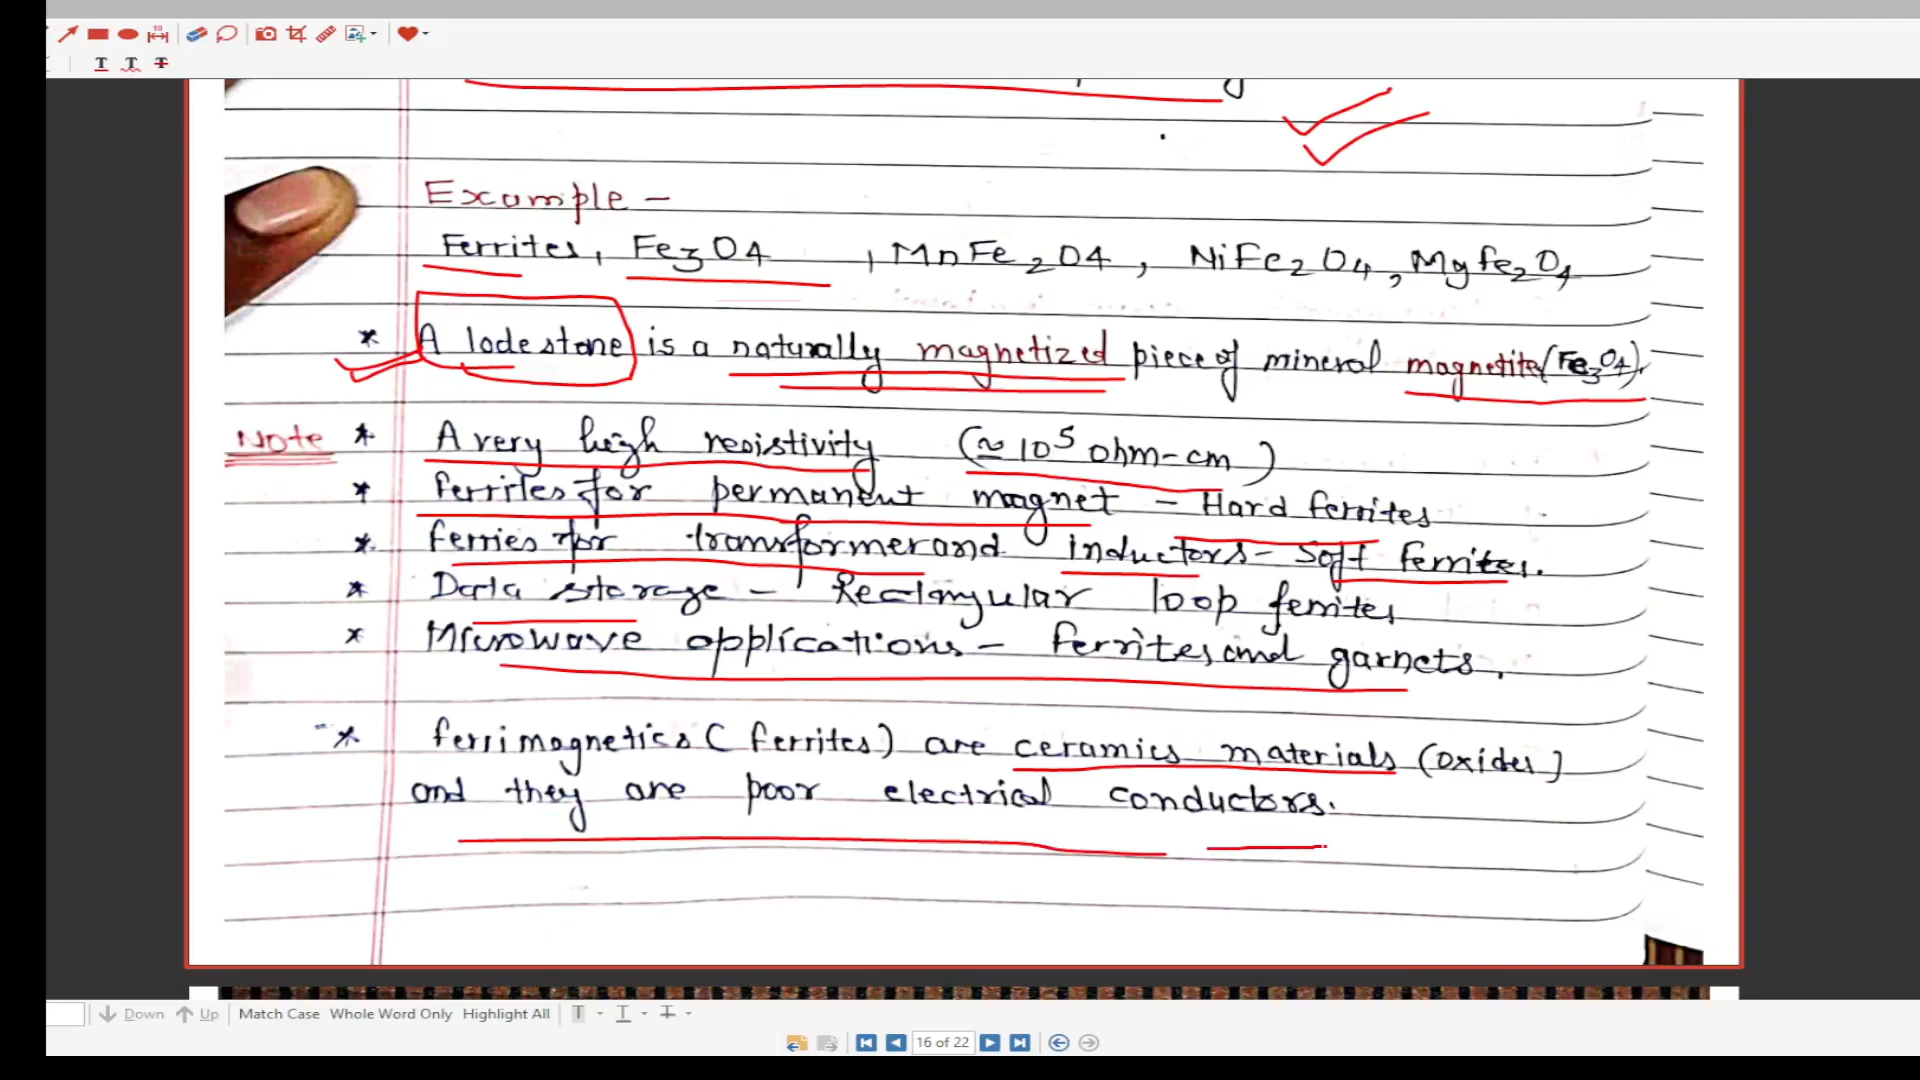 50
T T T
Example -
Ferrites, Fe3O4 , MnFe2O4, NiFe2O4, Mgfe2O4
* A lodestone is a naturally magnetized piece of mineral magnetite (Fe3O4).
Note * A very high resistivity (≈ 10^5 ohm-cm)
* ferrites for permanent magnet - Hard ferrites
* ferries for transformer and inductors - soft ferrites.
* Data storage - Rectangular loop ferrites
* Microwave applications - ferrites and garnets.
* ferrimagnetics ( ferrites) are ceramics materials (oxides)
and they are poor electrical conductors.
Down Up Match Case Whole Word Only Highlight All T T T
16 of 22